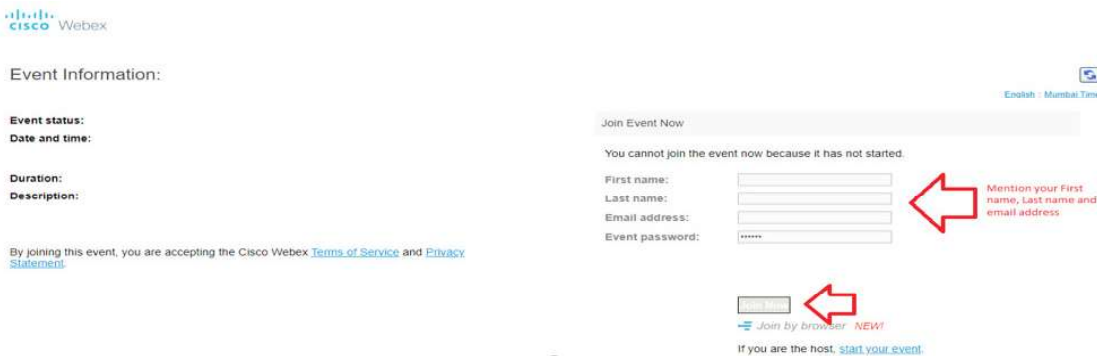 CISCO Webex
Event Information:
English : Mumbai Time
Event status:
Date and time:
Duration:
Description:
By joining this event, you are accepting the Cisco Webex Terms of Service and Privacy
Statement.
Join Event Now
You cannot join the event now because it has not started.
First name:
Last name:
Email address:
Event password: ••••••
Mention your First
name, Last name and
email address
Join Now
Join by browser NEW!
If you are the host, start your event.